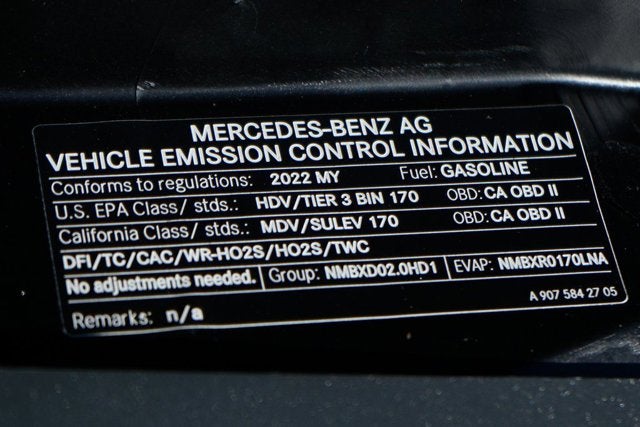 MERCEDES-BENZ AG
VEHICLE EMISSION CONTROL INFORMATION
Conforms to regulations: 2022 MY Fuel: GASOLINE
U.S. EPA Class/ stds.: HDV/TIER 3 BIN 170 OBD: CA OBD II
California Class/ stds.: MDV/SULEV 170 OBD: CA OBD II
DFI/TC/CAC/WR-HO2S/HO2S/TWC
No adjustments needed. Group: NMBXD02.0HD1 EVAP: NMBXR0170LNA
Remarks: n/a A 907 584 27 05